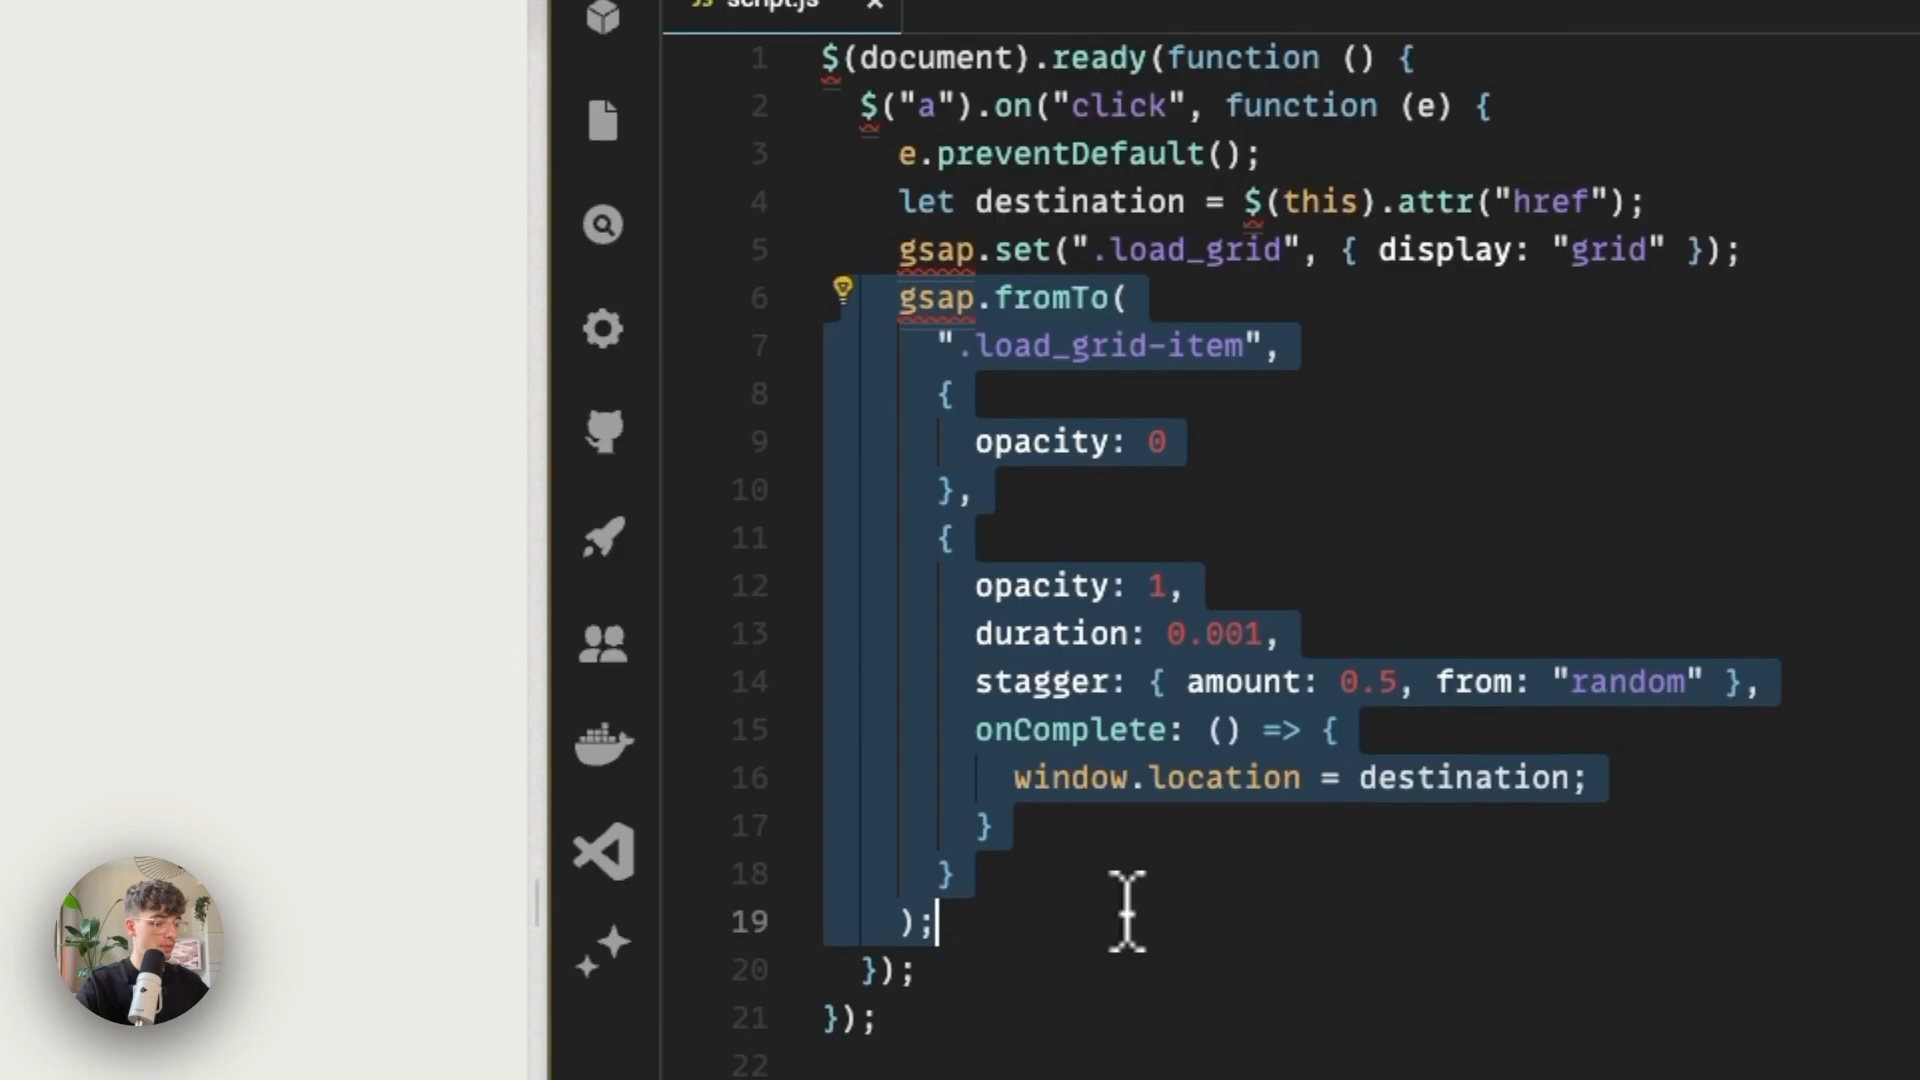 JS script.js ×
1 $(document).ready(function () {
2 $("a").on("click", function (e) {
3 e.preventDefault();
4 let destination = $(this).attr("href");
5 gsap.set(".load_grid", { display: "grid" });
6 gsap.fromTo(
7 ".load_grid-item",
8 {
9 opacity: 0
10 },
11 {
12 opacity: 1,
13 duration: 0.001,
14 stagger: { amount: 0.5, from: "random" },
15 onComplete: () => {
16 window.location = destination;
17 }
18 }
19 );
20 });
21 });
22